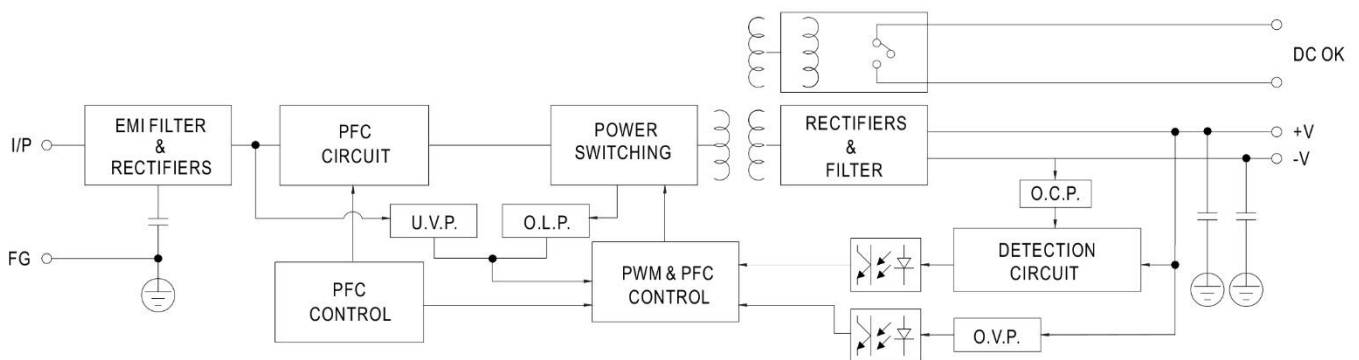 DC OK
I/P
EMI FILTER
&
RECTIFIERS
PFC
CIRCUIT
POWER
SWITCHING
RECTIFIERS
&
FILTER
+V
-V
U.V.P.
O.L.P.
O.C.P.
FG
PFC
CONTROL
PWM & PFC
CONTROL
DETECTION
CIRCUIT
O.V.P.